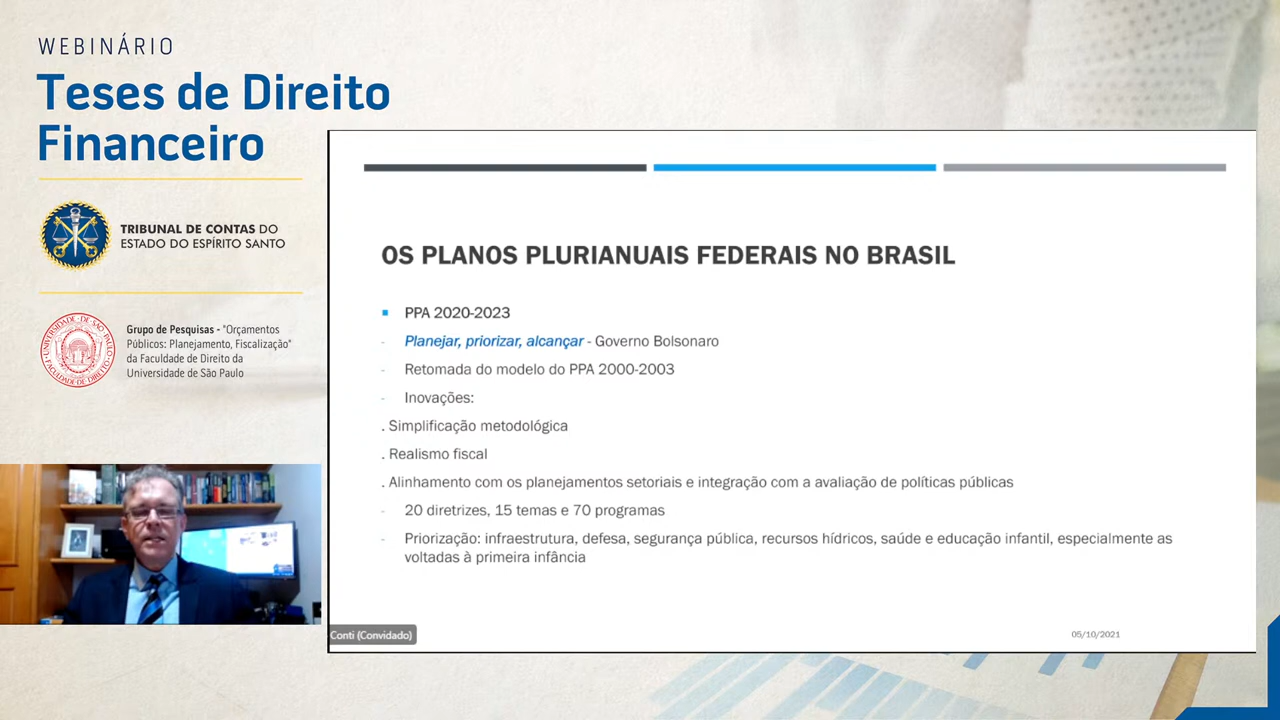 WEBINÁRIO
Teses de Direito
Financeiro
TRIBUNAL DE CONTAS DO
ESTADO DO ESPÍRITO SANTO
Grupo de Pesquisas - "Orçamentos
Públicos: Planejamento, Fiscalização"
da Faculdade de Direito da
Universidade de São Paulo
OS PLANOS PLURIANUAIS FEDERAIS NO BRASIL
▪ PPA 2020-2023
- Planejar, priorizar, alcançar - Governo Bolsonaro
- Retomada do modelo do PPA 2000-2003
- Inovações:
. Simplificação metodológica
. Realismo fiscal
. Alinhamento com os planejamentos setoriais e integração com a avaliação de políticas públicas
- 20 diretrizes, 15 temas e 70 programas
- Priorização: infraestrutura, defesa, segurança pública, recursos hídricos, saúde e educação infantil, especialmente as
voltadas à primeira infância
Conti (Convidado)
05/10/2021